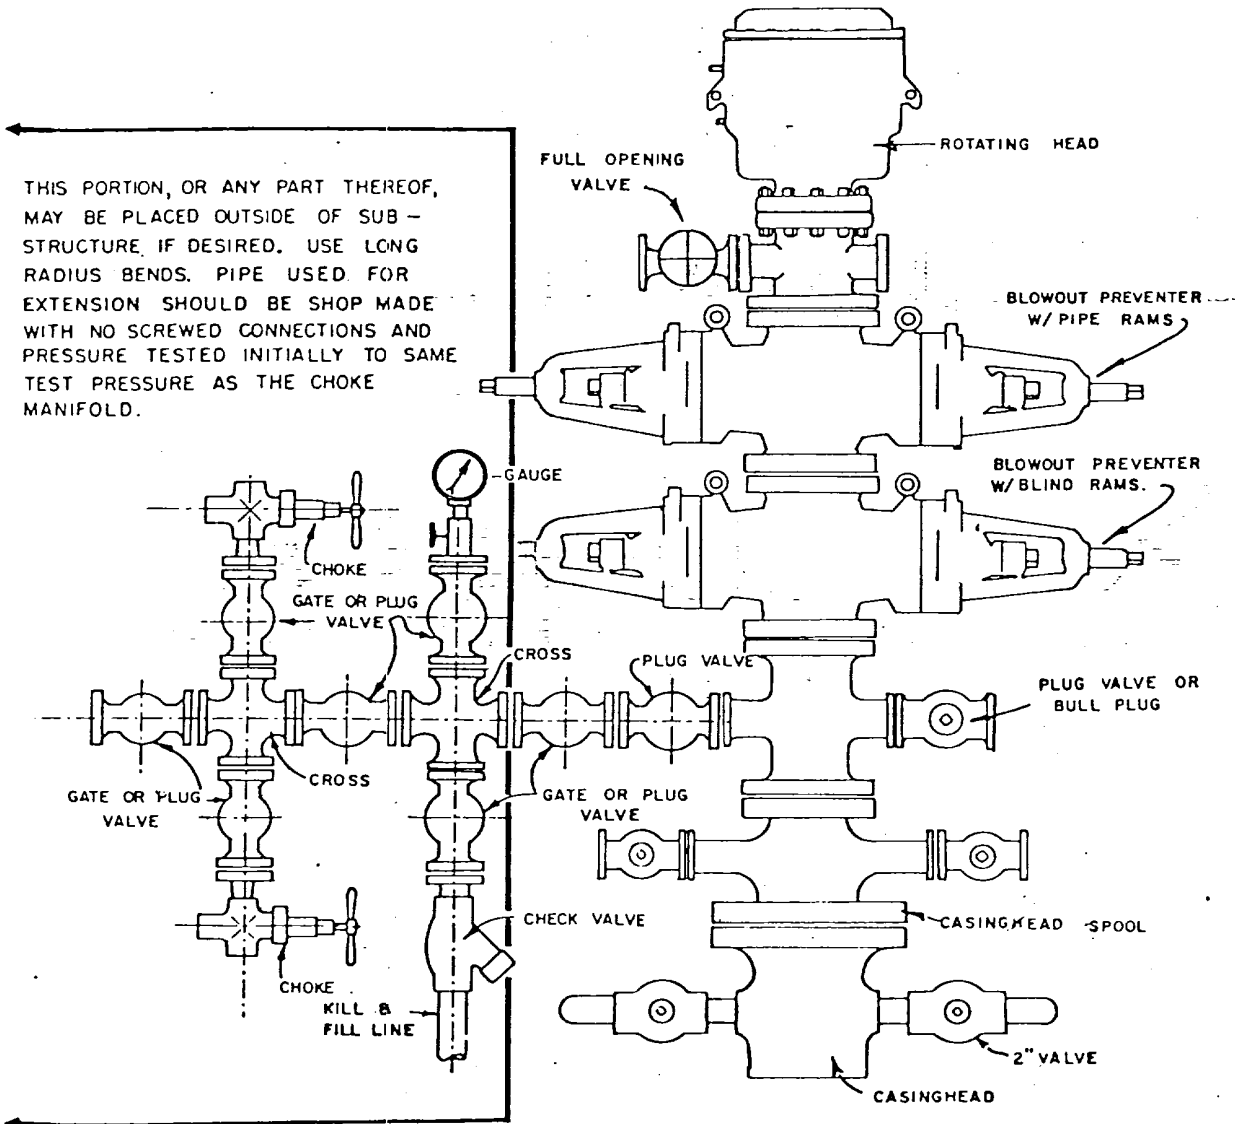 ROTATING HEAD
FULL OPENING
VALVE
THIS PORTION, OR ANY PART THEREOF,
MAY BE PLACED OUTSIDE OF SUB-
STRUCTURE IF DESIRED. USE LONG
RADIUS BENDS. PIPE USED FOR
EXTENSION SHOULD BE SHOP MADE
WITH NO SCREWED CONNECTIONS AND
PRESSURE TESTED INITIALLY TO SAME
TEST PRESSURE AS THE CHOKE
MANIFOLD.
BLOWOUT PREVENTER
W/ PIPE RAMS
BLOWOUT PREVENTER
W/ BLIND RAMS.
GAUGE
CHOKE
GATE OR PLUG
VALVE
CROSS
PLUG VALVE
PLUG VALVE OR
BULL PLUG
CROSS
GATE OR PLUG
VALVE
GATE OR PLUG
VALVE
CHECK VALVE
CASINGHEAD SPOOL
CHOKE
KILL &
FILL LINE
2" VALVE
CASINGHEAD